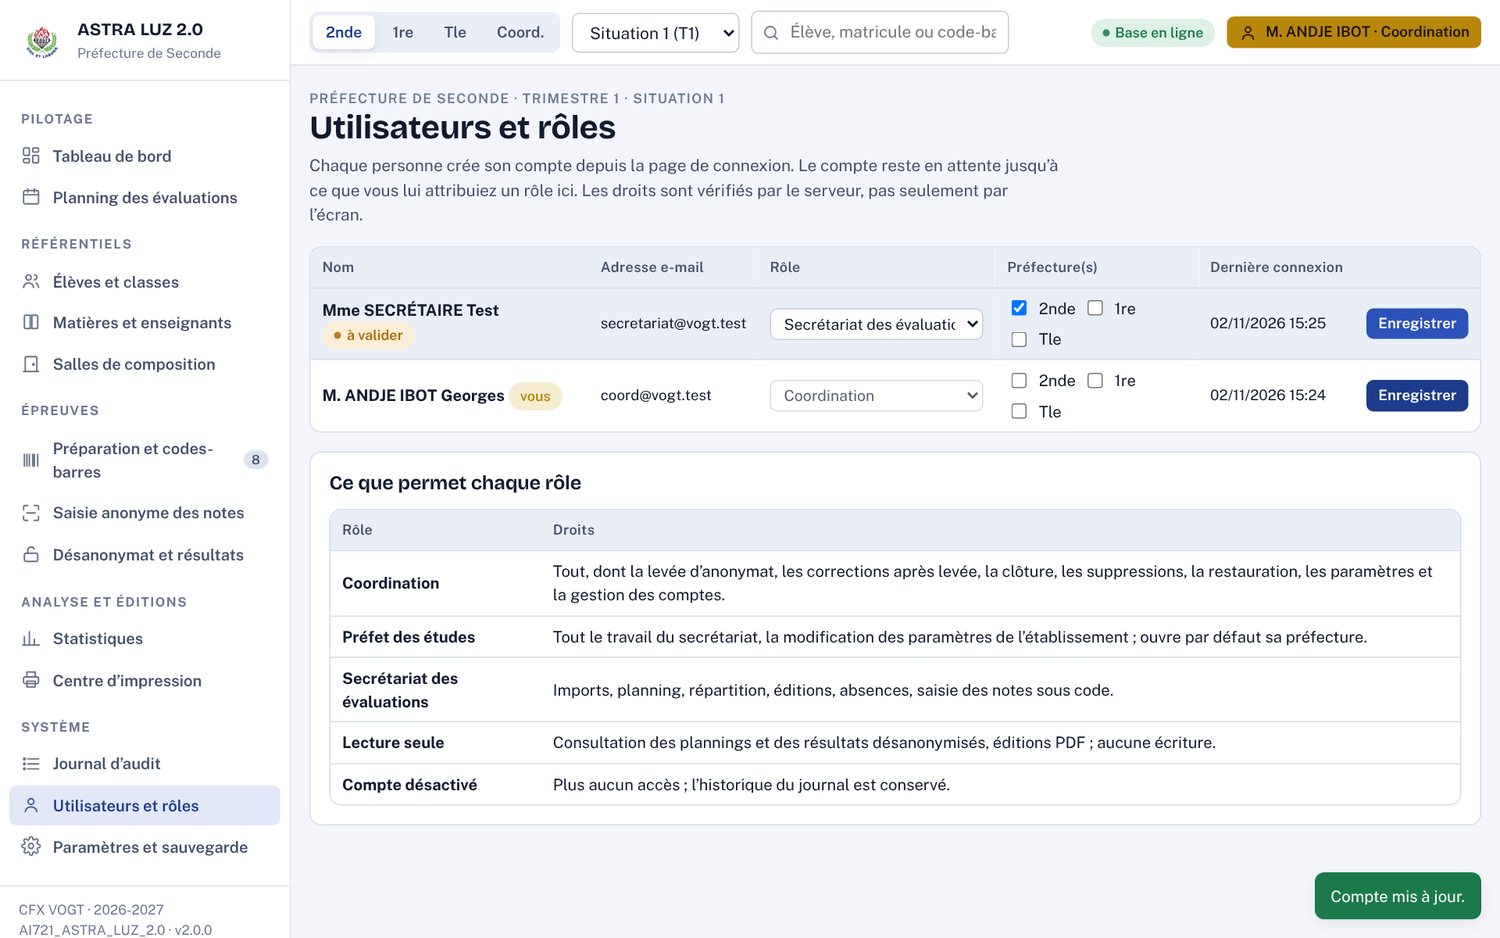 ASTRA LUZ 2.0
Préfecture de Seconde
2nde 1re Tle Coord.
Situation 1 (T1)
Élève, matricule ou code-ba
Base en ligne
M. ANDJE IBOT · Coordination
PILOTAGE
Tableau de bord
Planning des évaluations
RÉFÉRENTIELS
Élèves et classes
Matières et enseignants
Salles de composition
ÉPREUVES
Préparation et codes-
barres
8
Saisie anonyme des notes
Désanonymat et résultats
ANALYSE ET ÉDITIONS
Statistiques
Centre d’impression
SYSTÈME
Journal d’audit
Utilisateurs et rôles
Paramètres et sauvegarde
CFX VOGT · 2026-2027
AI721_ASTRA_LUZ_2.0 · v2.0.0
PRÉFECTURE DE SECONDE · TRIMESTRE 1 · SITUATION 1
Utilisateurs et rôles
Chaque personne crée son compte depuis la page de connexion. Le compte reste en attente jusqu’à
ce que vous lui attribuiez un rôle ici. Les droits sont vérifiés par le serveur, pas seulement par
l’écran.
Nom Adresse e-mail Rôle Préfecture(s) Dernière connexion
Mme SECRÉTAIRE Test
à valider
secretariat@vogt.test
Secrétariat des évaluatic
2nde 1re
Tle
02/11/2026 15:25
Enregistrer
M. ANDJE IBOT Georges vous
coord@vogt.test
Coordination
2nde 1re
Tle
02/11/2026 15:24
Enregistrer
Ce que permet chaque rôle
Rôle Droits
Coordination
Tout, dont la levée d’anonymat, les corrections après levée, la clôture, les suppressions, la restauration, les paramètres et
la gestion des comptes.
Préfet des études
Tout le travail du secrétariat, la modification des paramètres de l’établissement ; ouvre par défaut sa préfecture.
Secrétariat des
évaluations
Imports, planning, répartition, éditions, absences, saisie des notes sous code.
Lecture seule
Consultation des plannings et des résultats désanonymisés, éditions PDF ; aucune écriture.
Compte désactivé
Plus aucun accès ; l’historique du journal est conservé.
Compte mis à jour.